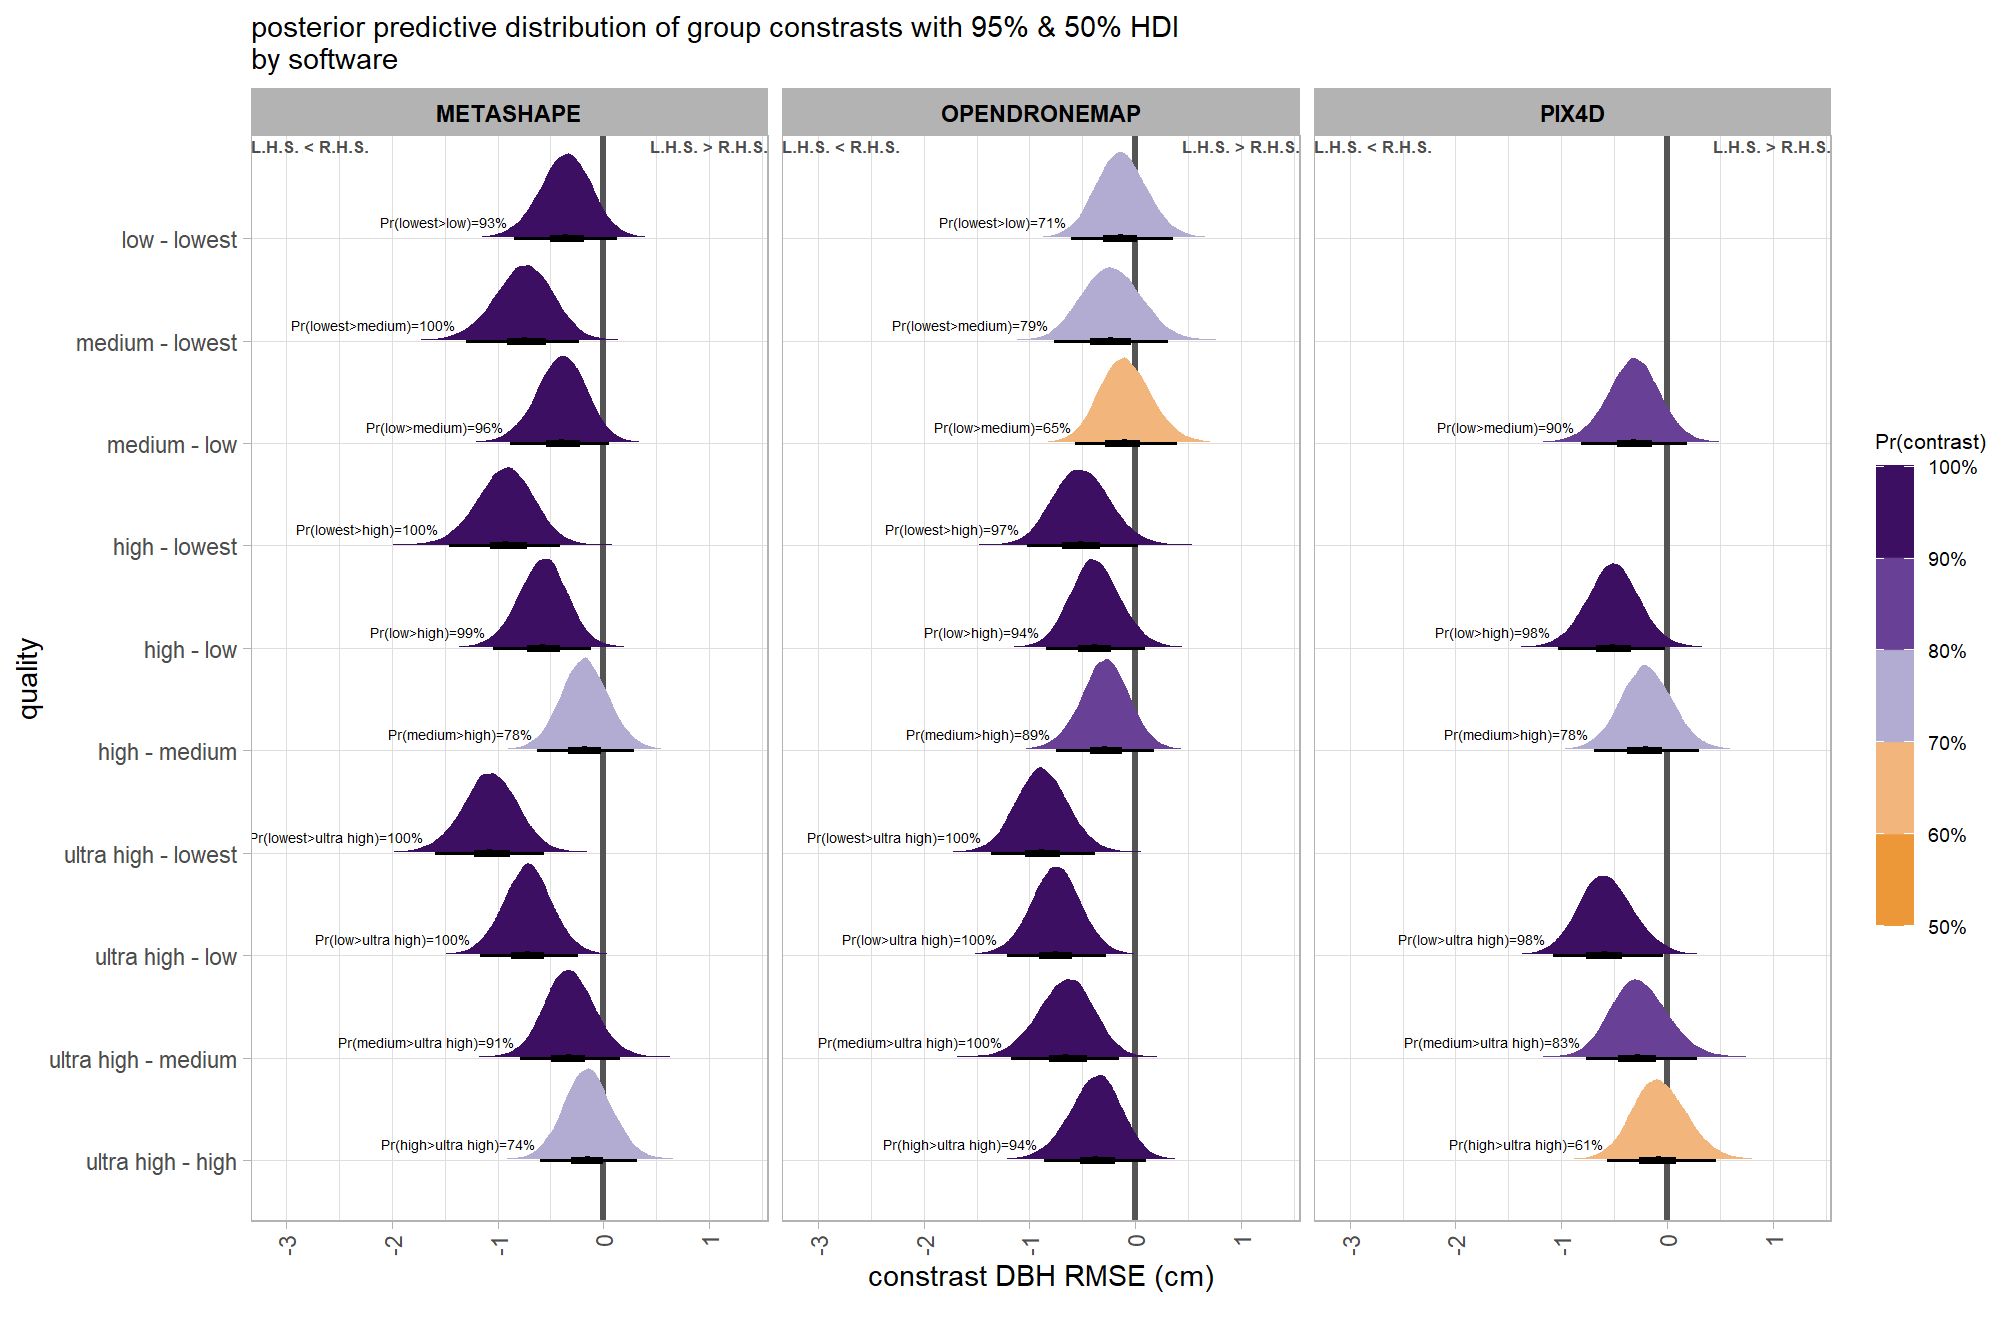 posterior predictive distribution of group constrasts with 95% & 50% HDI
by software
METASHAPE OPENDRONEMAP PIX4D
L.H.S. < R.H.S. L.H.S. > R.H.S. L.H.S. < R.H.S. L.H.S. > R.H.S. L.H.S. < R.H.S. L.H.S. > R.H.S.
low - lowest Pr(lowest>low)=93% Pr(lowest>low)=71%
medium - lowest Pr(lowest>medium)=100% Pr(lowest>medium)=79%
medium - low Pr(low>medium)=96% Pr(low>medium)=65% Pr(low>medium)=90%
high - lowest Pr(lowest>high)=100% Pr(lowest>high)=97%
high - low Pr(low>high)=99% Pr(low>high)=94% Pr(low>high)=98%
high - medium Pr(medium>high)=78% Pr(medium>high)=89% Pr(medium>high)=78%
ultra high - lowest Pr(lowest>ultra high)=100% Pr(lowest>ultra high)=100%
ultra high - low Pr(low>ultra high)=100% Pr(low>ultra high)=100% Pr(low>ultra high)=98%
ultra high - medium Pr(medium>ultra high)=91% Pr(medium>ultra high)=100% Pr(medium>ultra high)=83%
ultra high - high Pr(high>ultra high)=74% Pr(high>ultra high)=94% Pr(high>ultra high)=61%
quality
-3 -2 -1 0 1 -3 -2 -1 0 1 -3 -2 -1 0 1
constrast DBH RMSE (cm)
Pr(contrast)
100%
90%
80%
70%
60%
50%